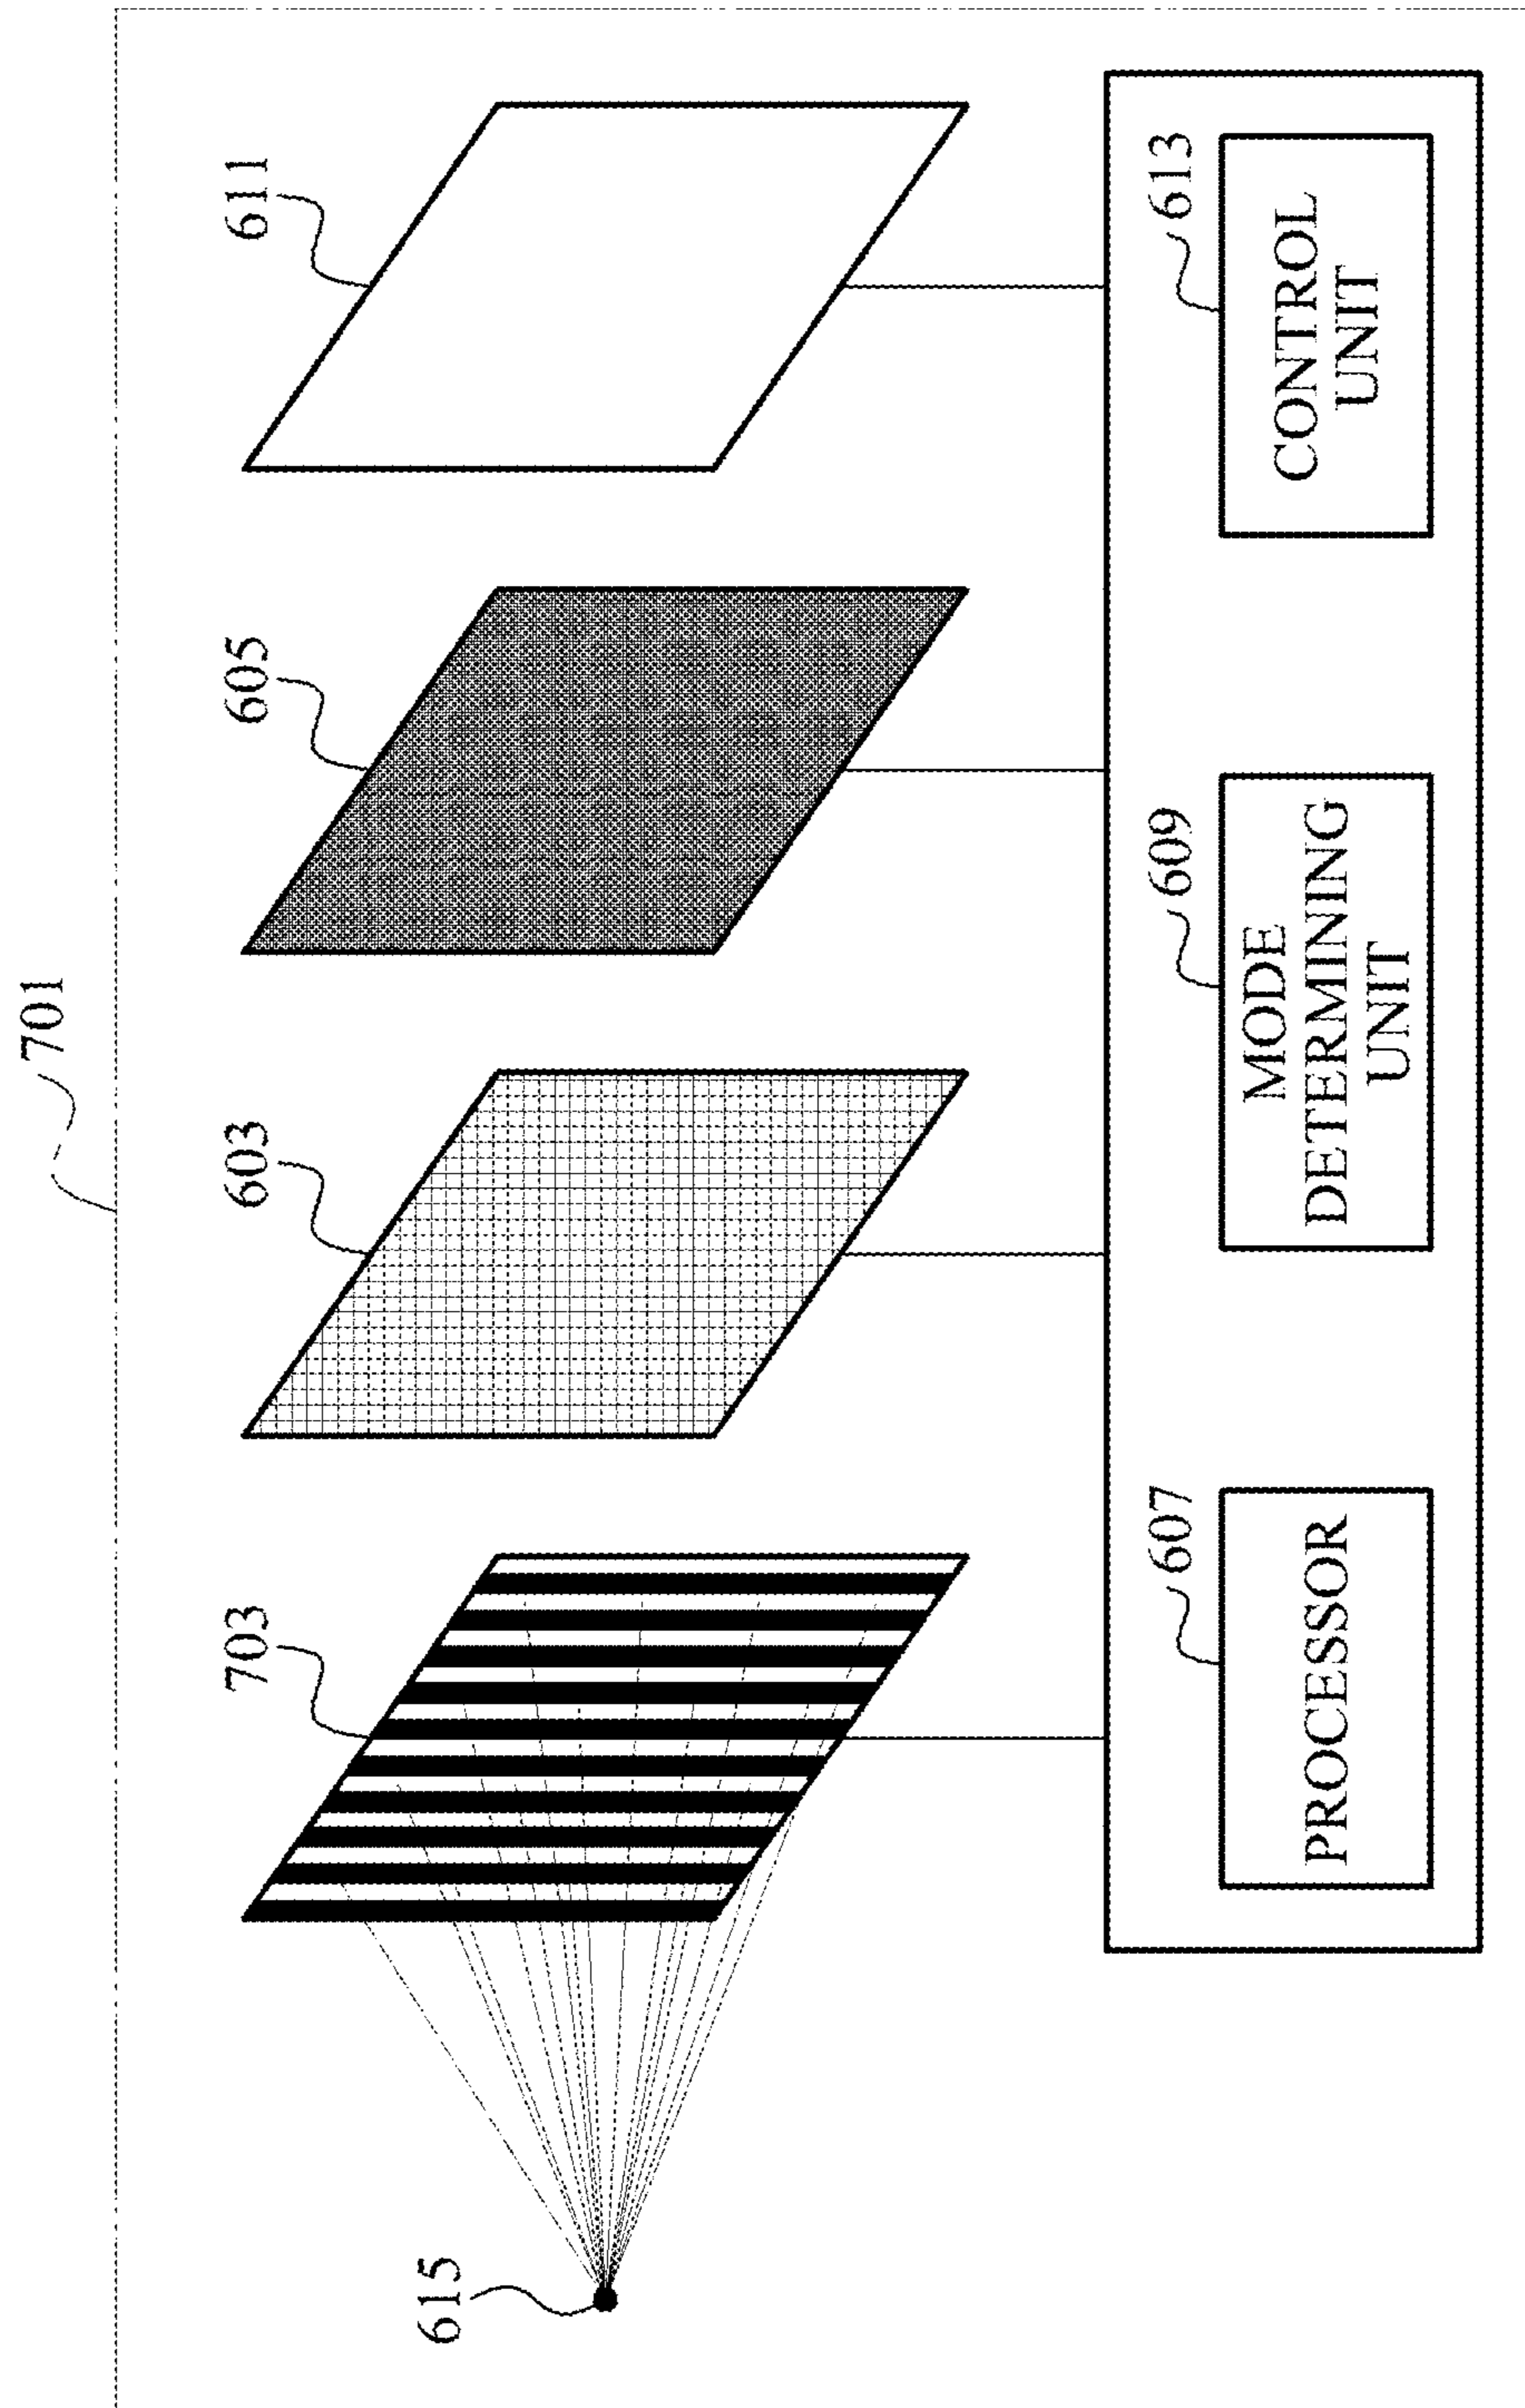 701
703
603
605
611
615
607
609
613
PROCESSOR
MODE
DETERMINING
UNIT
CONTROL
UNIT